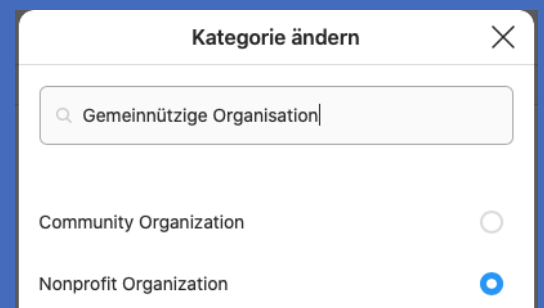 Kategorie ändern
Gemeinnützige Organisation
Community Organization
Nonprofit Organization